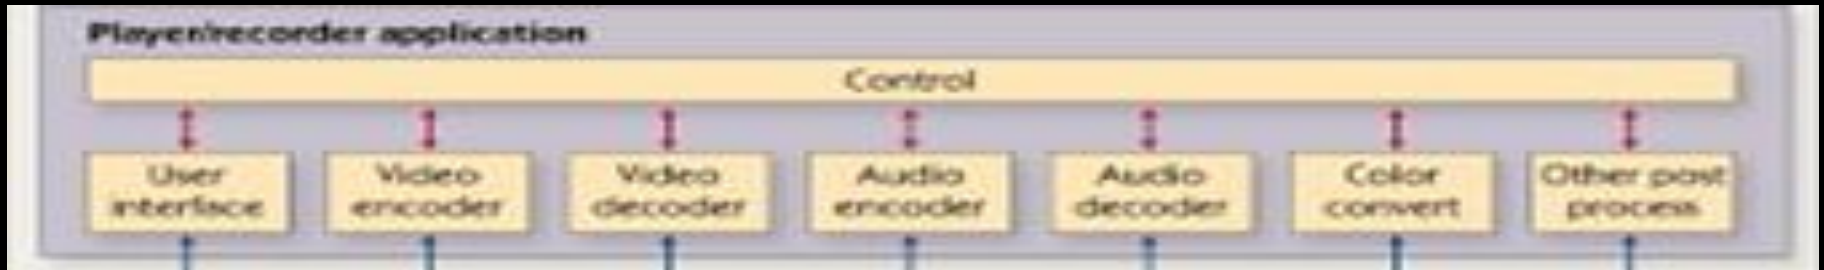 Player/recorder application
Control
User
interface
Video
encoder
Video
decoder
Audio
encoder
Audio
decoder
Color
convert
Other post
process